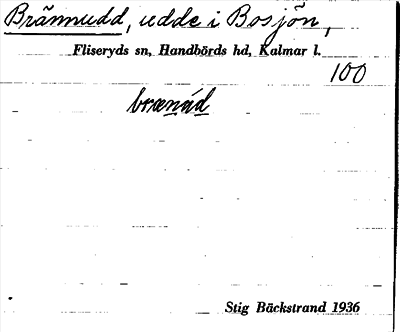 Brännudd, udde i Bosjön,
Fliseryds sn, Handbörds hd, Kalmar l.
100
brænúd
Stig Bäckstrand 1936